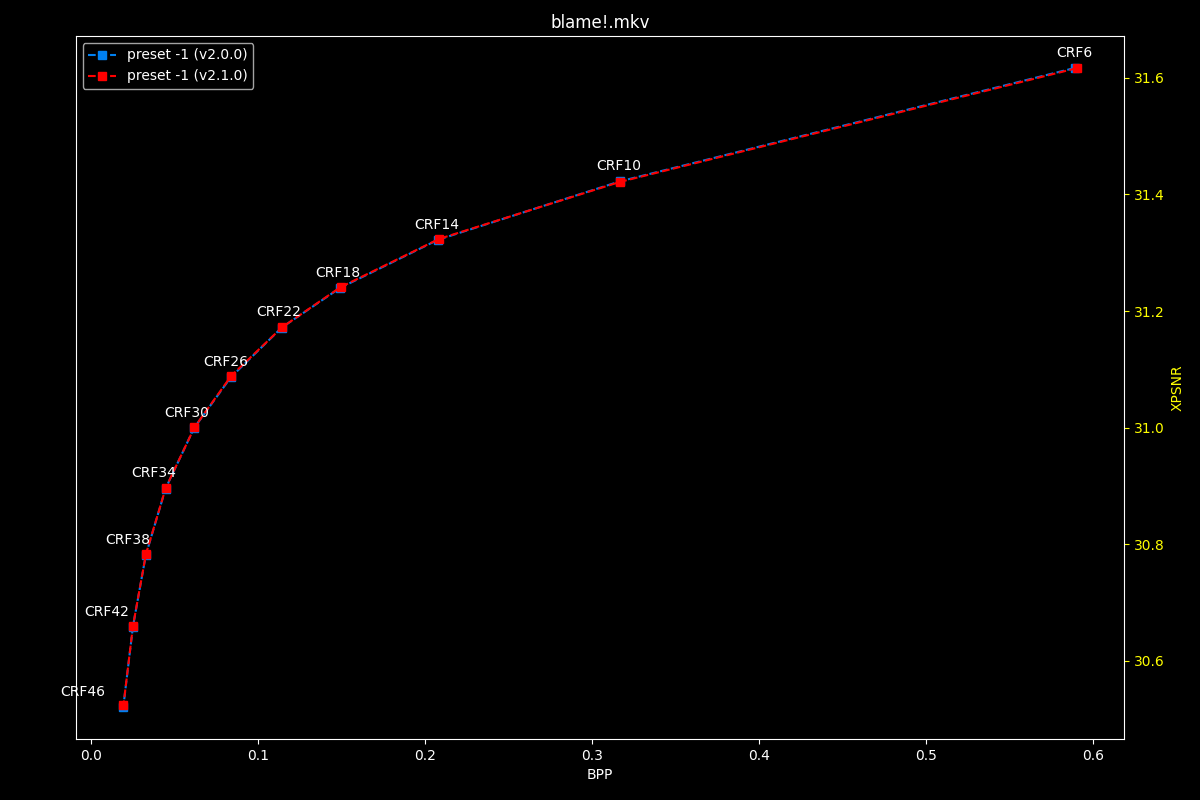 blame!.mkv
preset -1 (v2.0.0)
preset -1 (v2.1.0)
CRF6
CRF10
CRF14
CRF18
CRF22
CRF26
CRF30
CRF34
CRF38
CRF42
CRF46
31.6
31.4
31.2
31.0
30.8
30.6
XPSNR
0.0 0.1 0.2 0.3 0.4 0.5 0.6
BPP